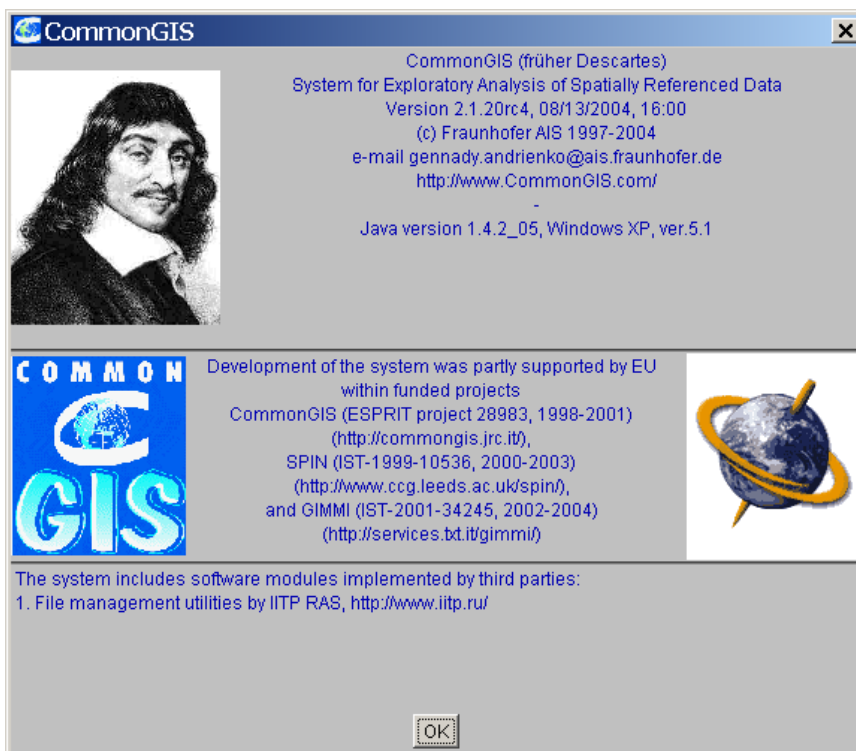 CommonGIS
CommonGIS (früher Descartes)
System for Exploratory Analysis of Spatially Referenced Data
Version 2.1.20rc4, 08/13/2004, 16:00
(c) Fraunhofer AIS 1997-2004
e-mail gennady.andrienko@ais.fraunhofer.de
http://www.CommonGIS.com/
-
Java version 1.4.2_05, Windows XP, ver.5.1
COMMON
C
GIS
Development of the system was partly supported by EU
within funded projects
CommonGIS (ESPRIT project 28983, 1998-2001)
(http://commongis.jrc.it/),
SPIN (IST-1999-10536, 2000-2003)
(http://www.ccg.leeds.ac.uk/spin/),
and GIMMI (IST-2001-34245, 2002-2004)
(http://services.txt.it/gimmi/)
The system includes software modules implemented by third parties:
1. File management utilities by IITP RAS, http://www.iitp.ru/
OK